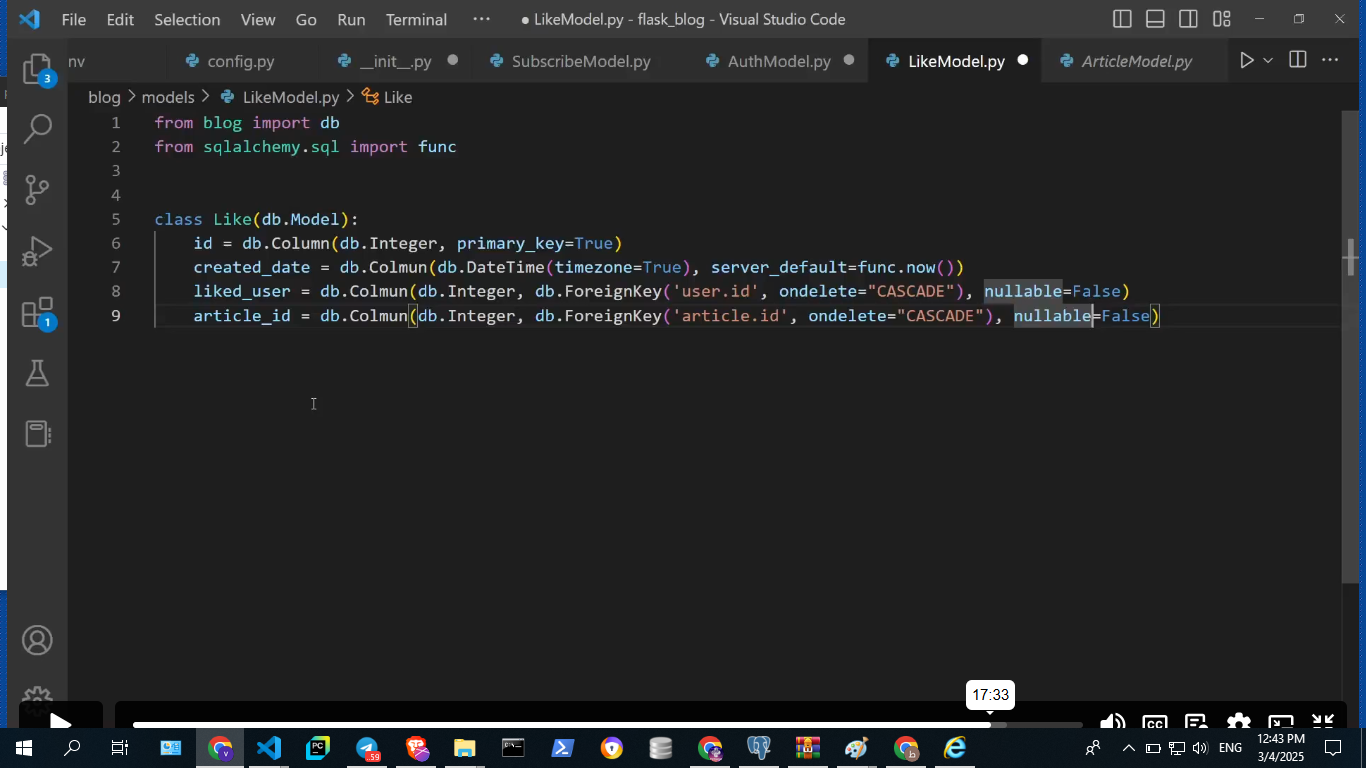 File Edit Selection View Go Run Terminal ··· ● LikeModel.py - flask_blog - Visual Studio Code
nv config.py __init__.py SubscribeModel.py AuthModel.py LikeModel.py ArticleModel.py
3
blog > models > LikeModel.py > Like
1 from blog import db
2 from sqlalchemy.sql import func
3
4
5 class Like(db.Model):
6 id = db.Column(db.Integer, primary_key=True)
7 created_date = db.Colmun(db.DateTime(timezone=True), server_default=func.now())
8 liked_user = db.Colmun(db.Integer, db.ForeignKey('user.id', ondelete="CASCADE"), nullable=False)
9 article_id = db.Colmun(db.Integer, db.ForeignKey('article.id', ondelete="CASCADE"), nullable=False)
1
17:33
CC
PC
59
v
b
ENG
12:43 PM
3/4/2025